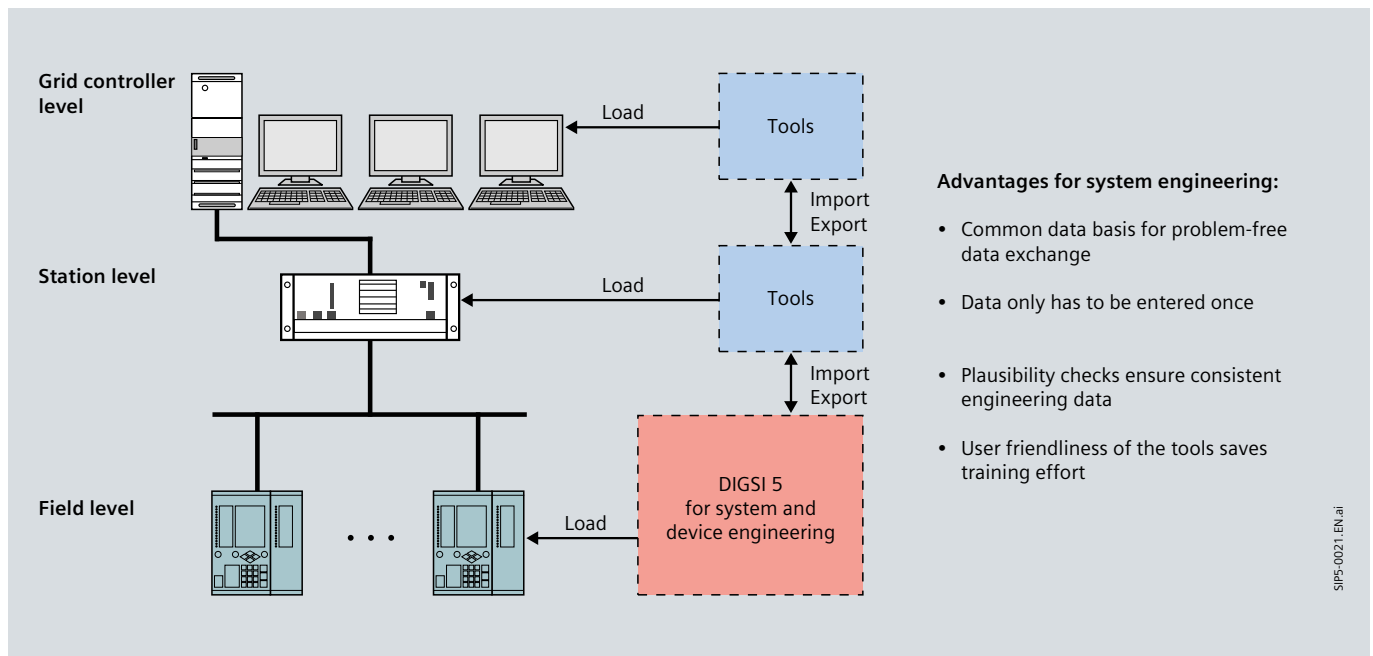 Grid controller
level
Load
Tools
Import
Export
Station level
Load
Tools
Import
Export
Field level
• • •
Load
DIGSI 5
for system and
device engineering
Advantages for system engineering:
• Common data basis for problem-free
data exchange
• Data only has to be entered once
• Plausibility checks ensure consistent
engineering data
• User friendliness of the tools saves
training effort
SIP5-0021.EN.ai